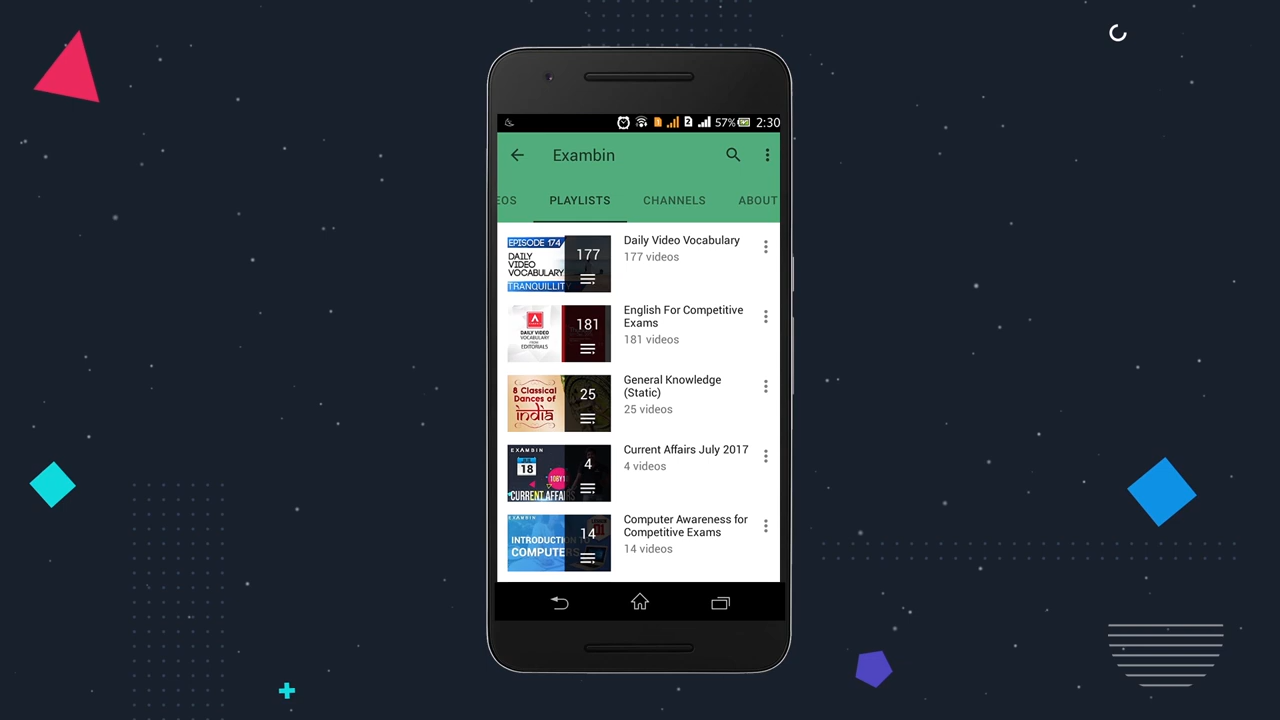 57% 2:30
Exambin
EOS PLAYLISTS CHANNELS ABOUT
EPISODE 174
DAILY
VIDEO
VOCABULARY
TRANQUILLITY
177
Daily Video Vocabulary
177 videos
DAILY VIDEO
VOCABULARY
FROM
EDITORIALS
181
English For Competitive
Exams
181 videos
8 Classical
Dances of
india
25
General Knowledge
(Static)
25 videos
EXAMBIN
18
CURRENT AFFAIRS
4
Current Affairs July 2017
4 videos
EXAMBIN
INTRODUCTION TO
COMPUTERS
14
Computer Awareness for
Competitive Exams
14 videos